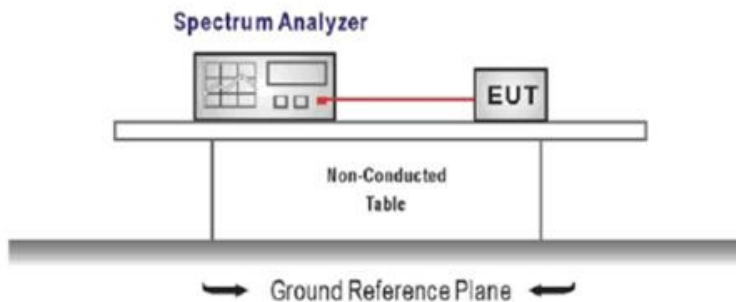 Spectrum Analyzer
EUT
Non-Conducted
Table
Ground Reference Plane